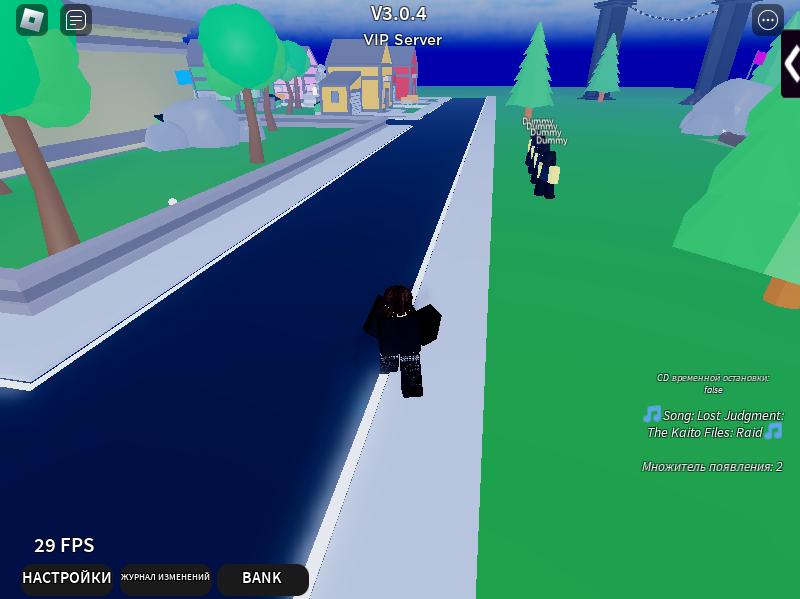 V3.0.4
VIP Server
Dummy
Dummy
Dummy
Dummy
CD временной остановки:
false
Song: Lost Judgment:
The Kaito Files: Raid
Множитель появления: 2
29 FPS
НАСТРОЙКИ
ЖУРНАЛ ИЗМЕНЕНИЙ
BANK